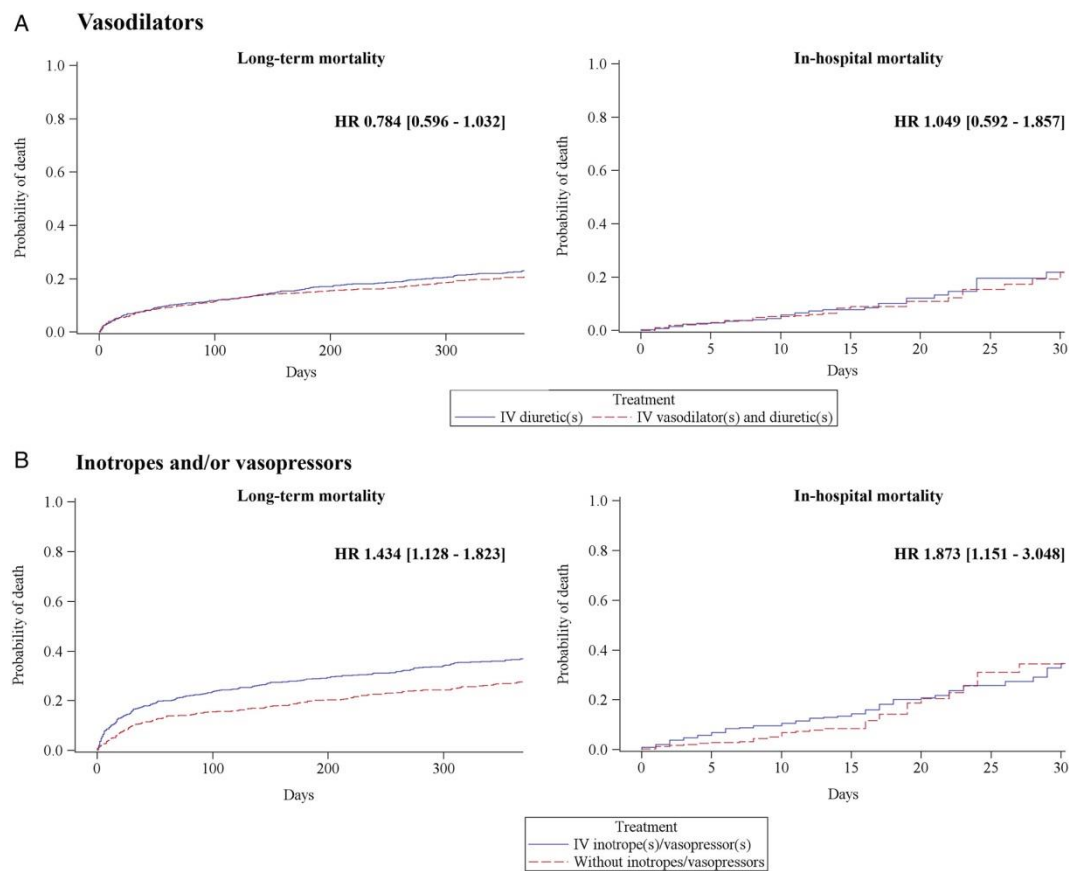 A Vasodilators
Long-term mortality
HR 0.784 [0.596 - 1.032]
Probability of death
1.0
0.8
0.6
0.4
0.2
0.0
0 100 200 300
Days
In-hospital mortality
HR 1.049 [0.592 - 1.857]
Probability of death
1.0
0.8
0.6
0.4
0.2
0.0
0 5 10 15 20 25 30
Days
Treatment
IV diuretic(s) IV vasodilator(s) and diuretic(s)
B Inotropes and/or vasopressors
Long-term mortality
HR 1.434 [1.128 - 1.823]
Probability of death
1.0
0.8
0.6
0.4
0.2
0.0
0 100 200 300
Days
In-hospital mortality
HR 1.873 [1.151 - 3.048]
Probability of death
1.0
0.8
0.6
0.4
0.2
0.0
0 5 10 15 20 25 30
Days
Treatment
IV inotrope(s)/vasopressor(s)
Without inotropes/vasopressors